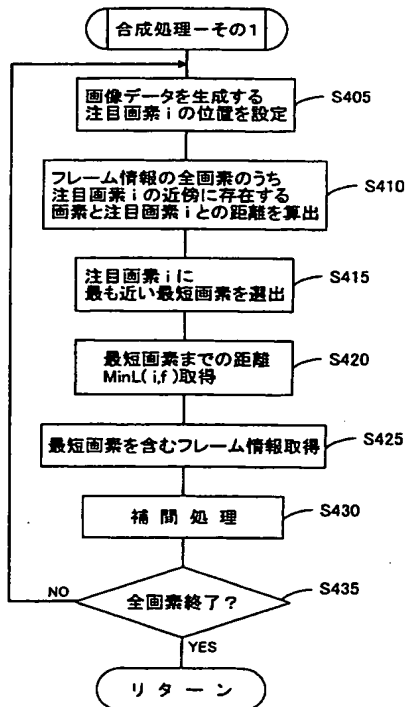 合成処理ーその1
画像データを生成する
注目画素iの位置を設定
S405
フレーム情報の全画素のうち
注目画素iの近傍に存在する
画素と注目画素iとの距離を算出
S410
注目画素iに
最も近い最短画素を選出
S415
最短画素までの距離
MinL(i,f)取得
S420
最短画素を含むフレーム情報取得
S425
補間処理
S430
全画素終了?
S435
NO
YES
リターン